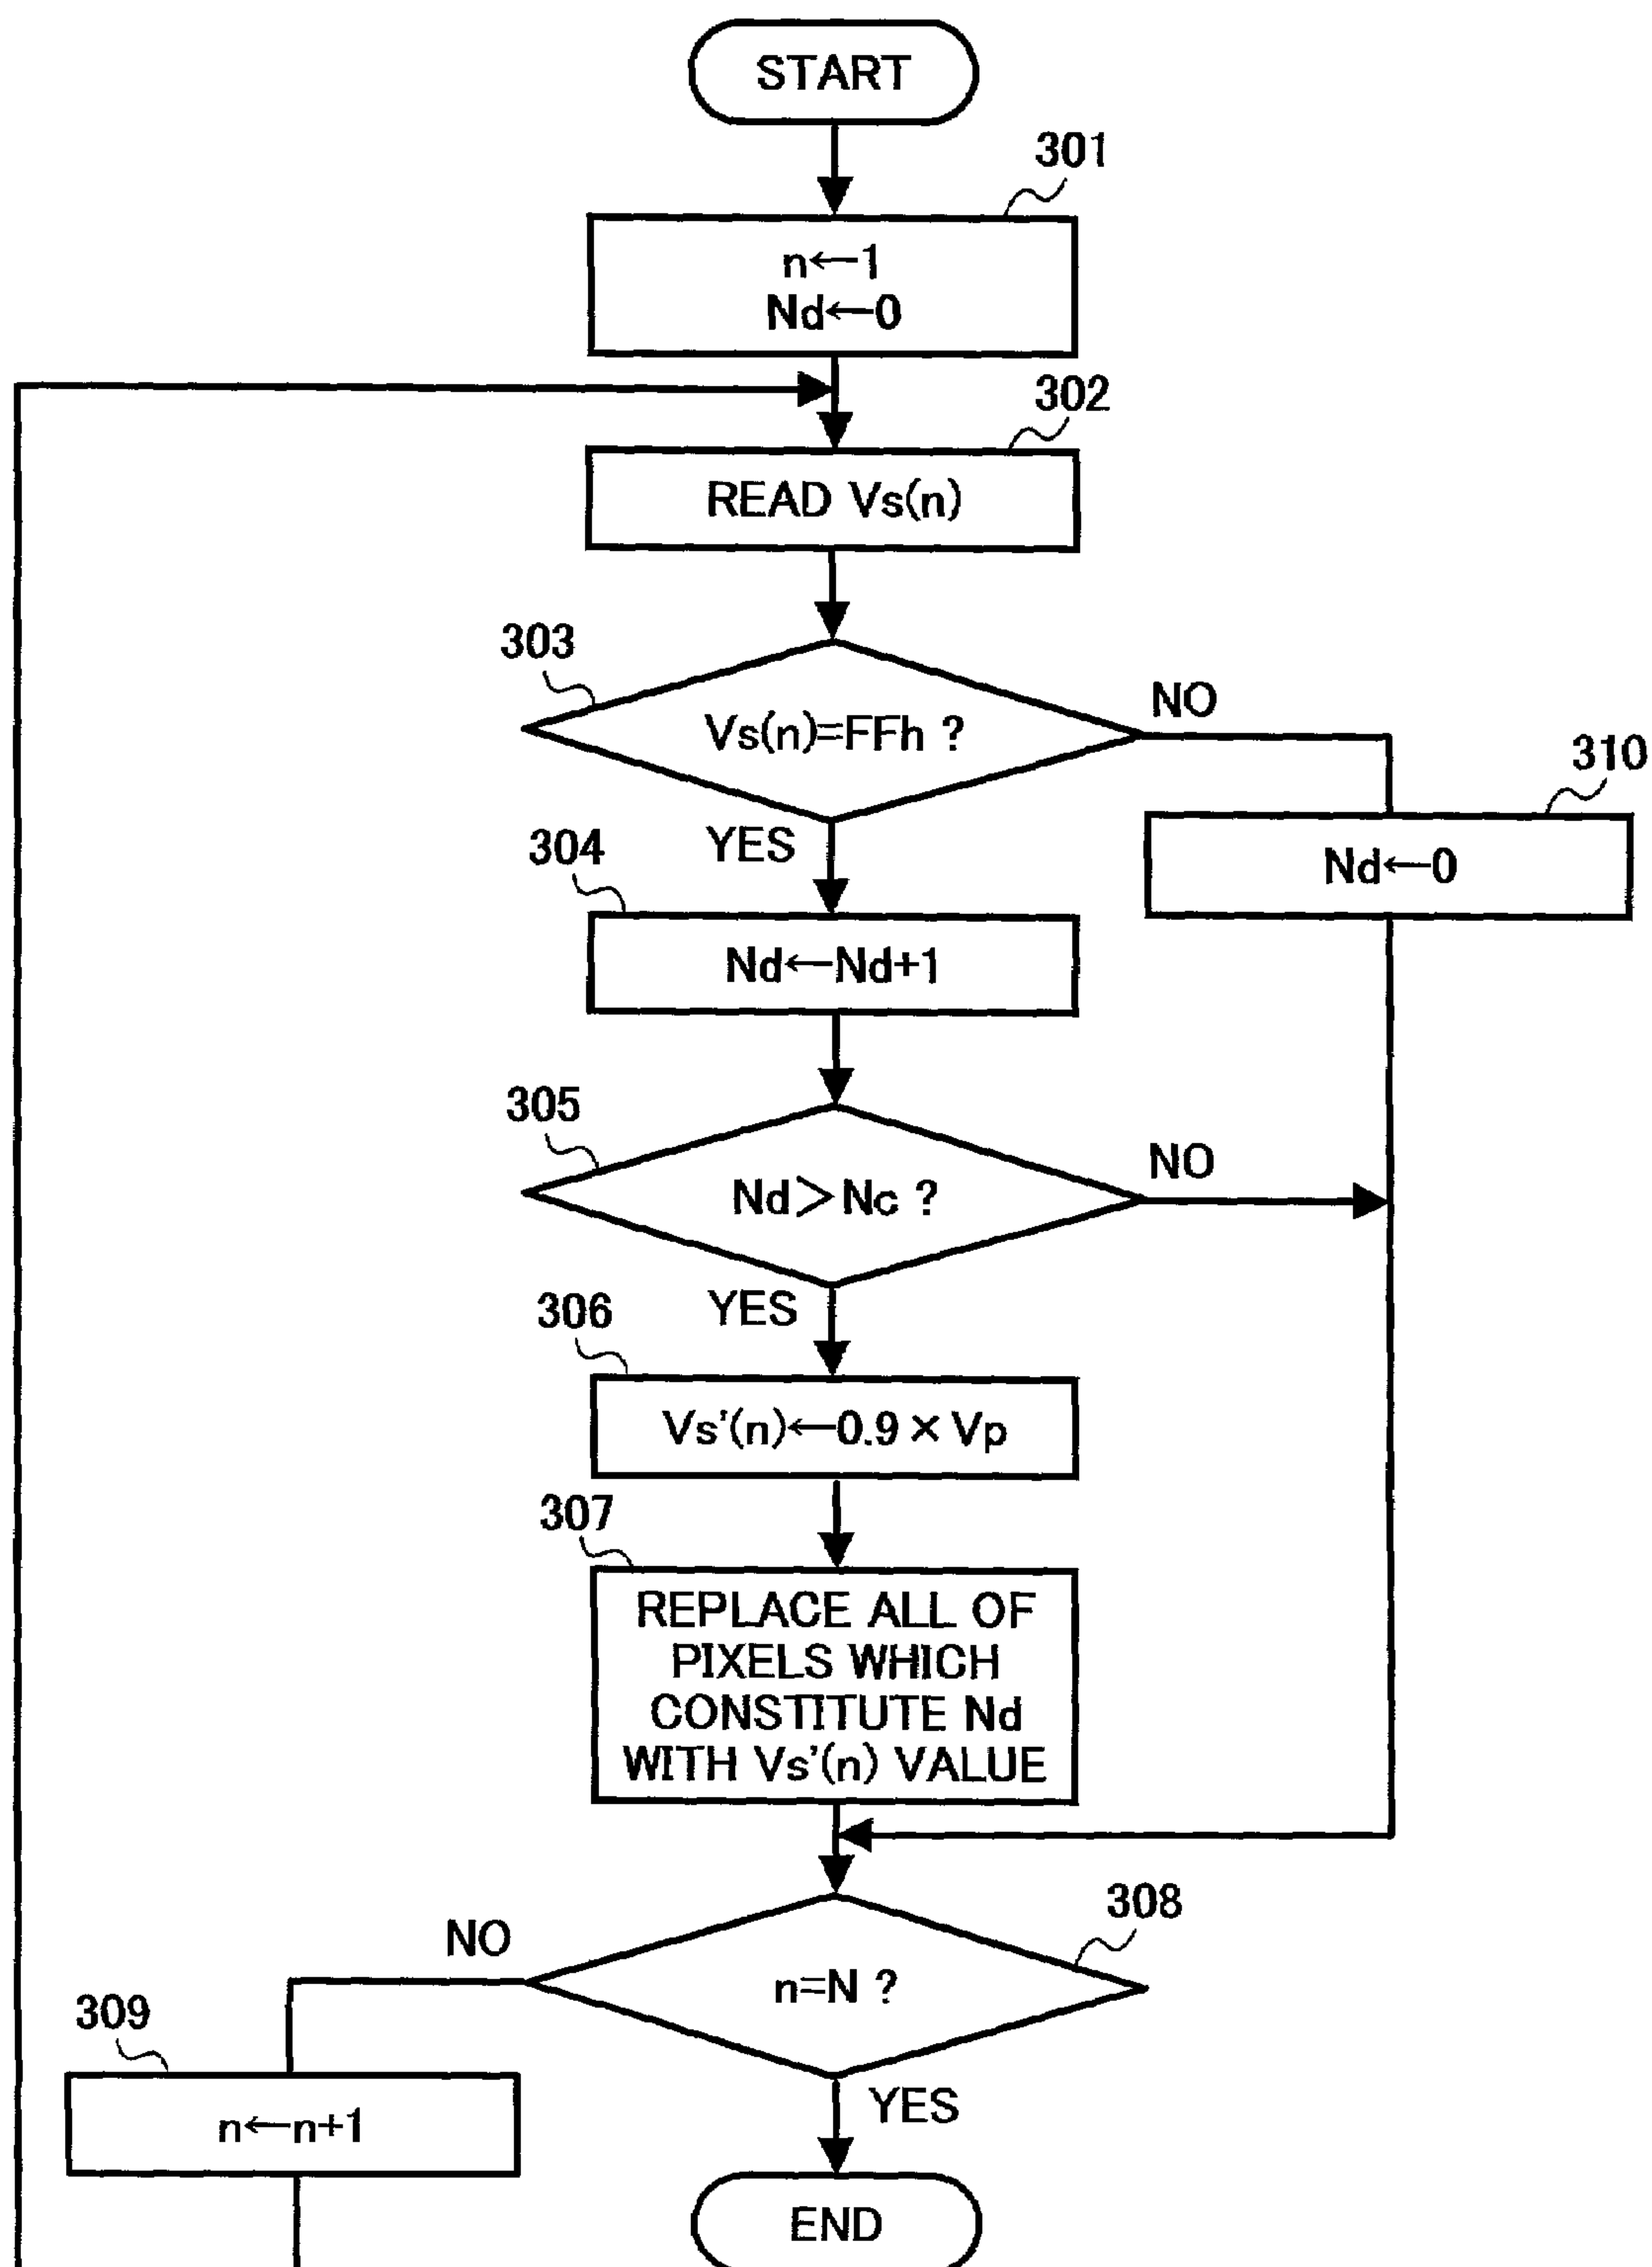 START
301
n←1
Nd←0
302
READ Vs(n)
303
Vs(n)=FFh ?
NO
310
Nd←0
YES
304
Nd←Nd+1
305
Nd>Nc ?
NO
YES
306
Vs'(n)←0.9 × Vp
307
REPLACE ALL OF
PIXELS WHICH
CONSTITUTE Nd
WITH Vs'(n) VALUE
308
NO
n=N ?
309
n←n+1
YES
END